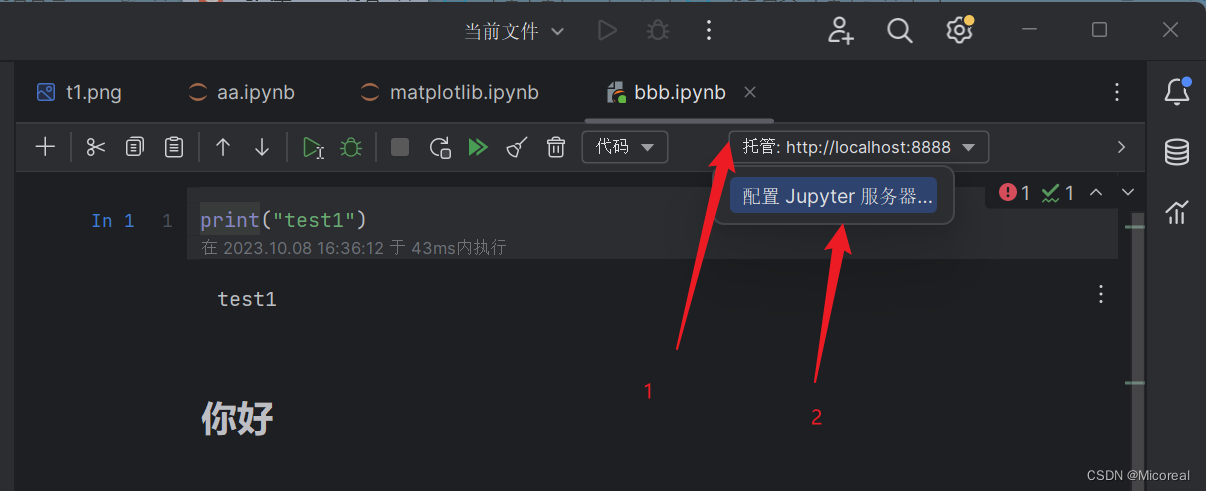 当前文件
t1.png aa.ipynb matplotlib.ipynb bbb.ipynb
代码 托管: http://localhost:8888
配置 Jupyter 服务器...
1 1
In 1 1 print("test1")
在 2023.10.08 16:36:12 于 43ms内执行
test1
1
2
你好
CSDN @Micoreal